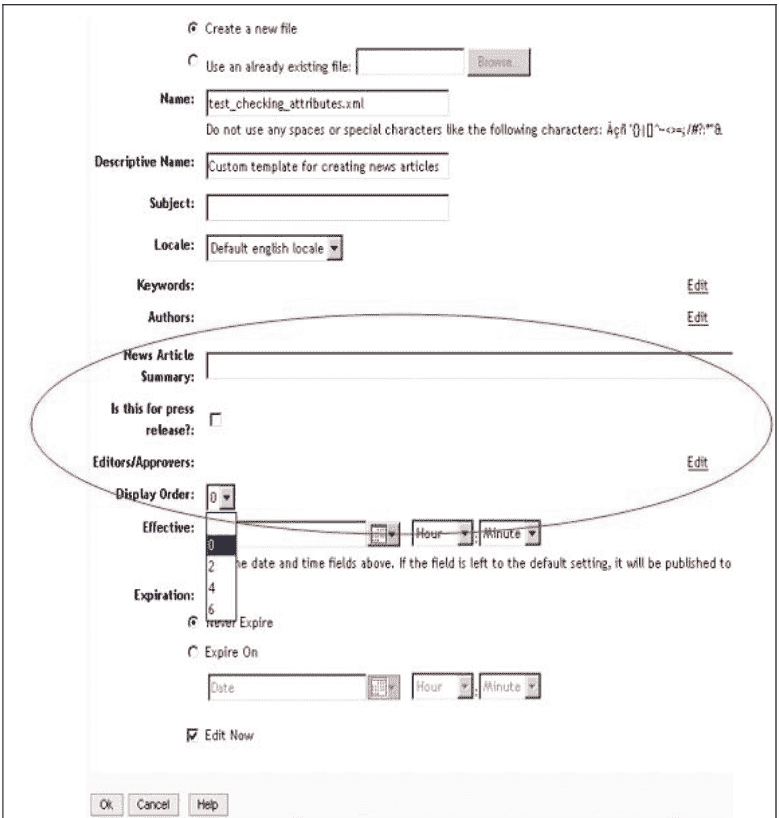 Create a new file
Use an already existing file: Browse...
Name: test_checking_attributes.xml
Do not use any spaces or special characters like the following characters: Àçñ '{}|[]^~<>=;/#?:*"&.
Descriptive Name: Custom template for creating news articles
Subject:
Locale: Default english locale
Keywords: Edit
Authors: Edit
News Article
Summary:
Is this for press
release?:
Editors/Approvers: Edit
Display Order: 0
Effective: Hour : Minute
0
2 he date and time fields above. If the field is left to the default setting, it will be published to
4
Expiration:
6
Never Expire
Expire On
Date Hour : Minute
Edit Now
Ok Cancel Help